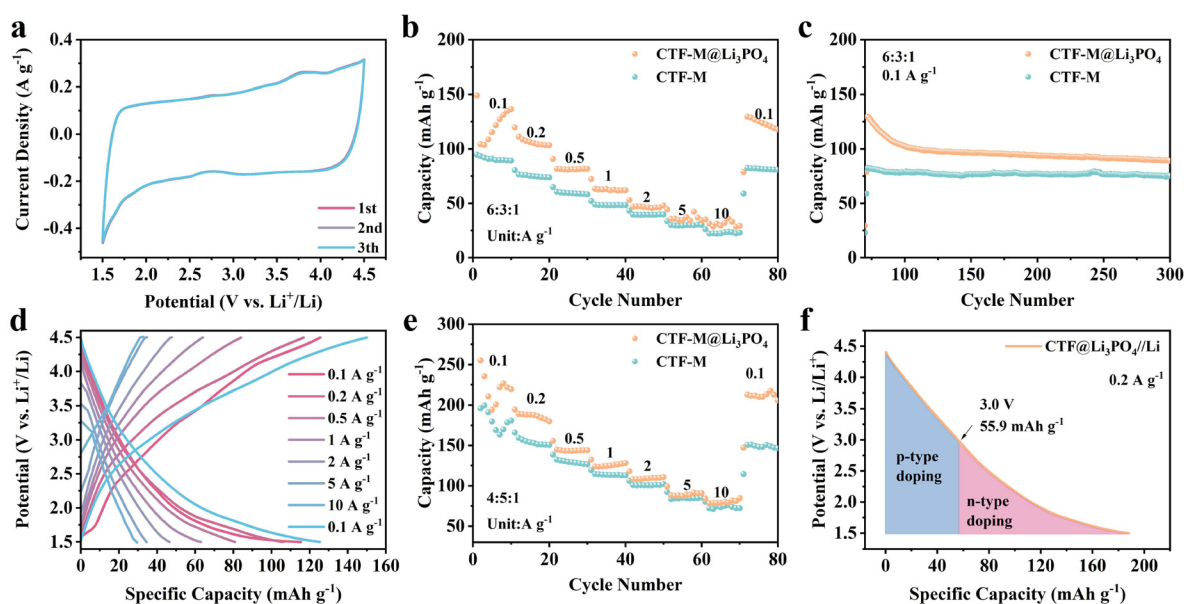 a
0.4
0.2
0.0
-0.2
-0.4
Current Density (A g⁻¹)
1st
2nd
3th
1.5 2.0 2.5 3.0 3.5 4.0 4.5
Potential (V vs. Li⁺/Li)
b
200
150
100
50
0
Capacity (mAh g⁻¹)
CTF-M@Li₃PO₄
CTF-M
0.1
0.2
0.5
1
2
5
10
0.1
6:3:1
Unit:A g⁻¹
0 20 40 60 80
Cycle Number
c
200
150
100
50
0
Capacity (mAh g⁻¹)
6:3:1
0.1 A g⁻¹
CTF-M@Li₃PO₄
CTF-M
100 150 200 250 300
Cycle Number
d
4.5
4.0
3.5
3.0
2.5
2.0
1.5
Potential (V vs. Li⁺/Li)
0.1 A g⁻¹
0.2 A g⁻¹
0.5 A g⁻¹
1 A g⁻¹
2 A g⁻¹
5 A g⁻¹
10 A g⁻¹
0.1 A g⁻¹
0 20 40 60 80 100 120 140 160
Specific Capacity (mAh g⁻¹)
e
300
250
200
150
100
50
Capacity (mAh g⁻¹)
CTF-M@Li₃PO₄
CTF-M
0.1
0.2
0.5
1
2
5
10
0.1
4:5:1
Unit:A g⁻¹
0 20 40 60 80
Cycle Number
f
4.5
4.0
3.5
3.0
2.5
2.0
1.5
Potential (V vs. Li/Li⁺)
CTF@Li₃PO₄//Li
0.2 A g⁻¹
3.0 V
55.9 mAh g⁻¹
p-type
doping
n-type
doping
0 40 80 120 160 200
Specific Capacity (mAh g⁻¹)